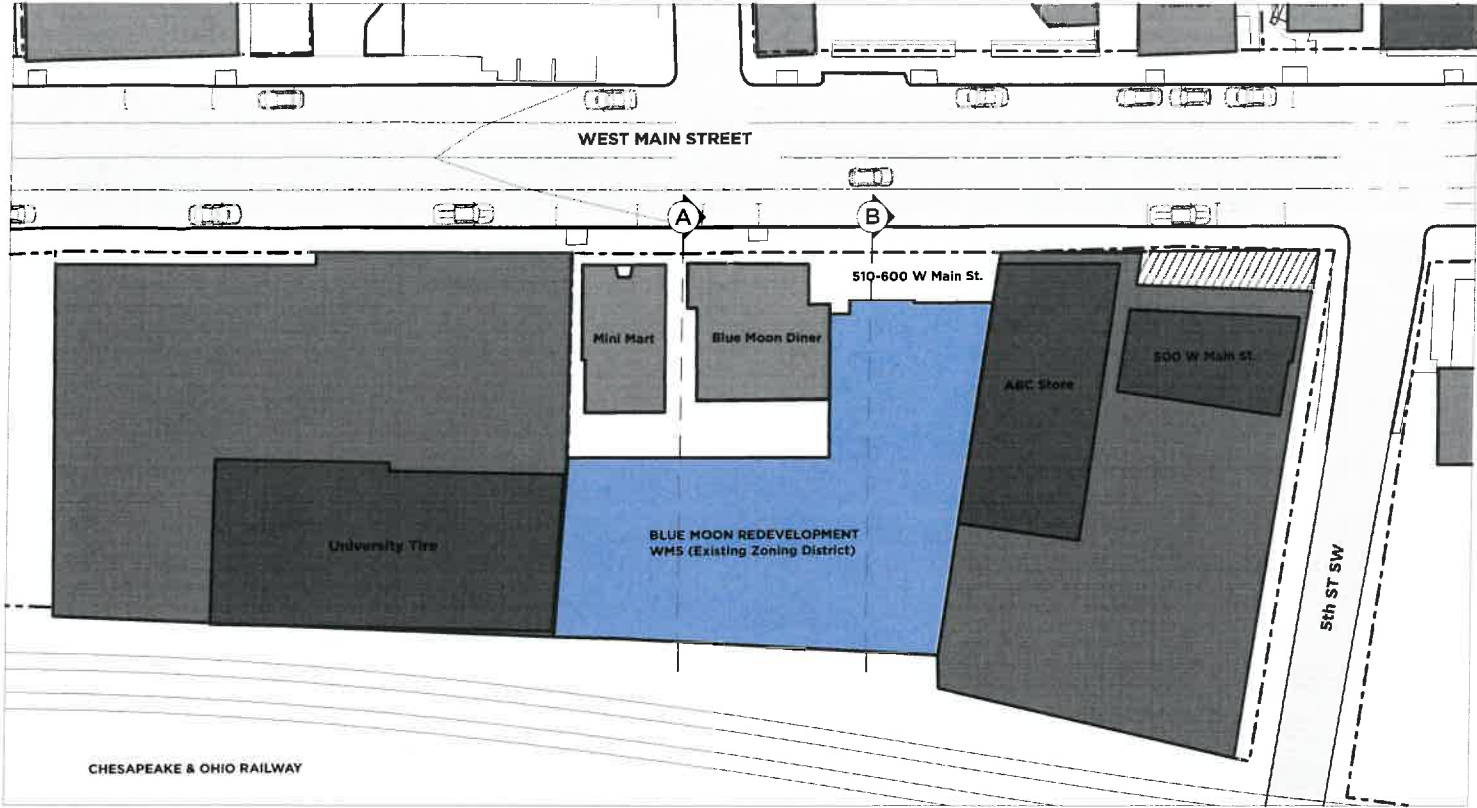 WEST MAIN STREET
A
B
510-600 W Main St.
Mini Mart
Blue Moon Diner
ABC Store
500 W Main St.
BLUE MOON REDEVELOPMENT
WM5 (Existing Zoning District)
University Tire
5th ST SW
CHESAPEAKE & OHIO RAILWAY